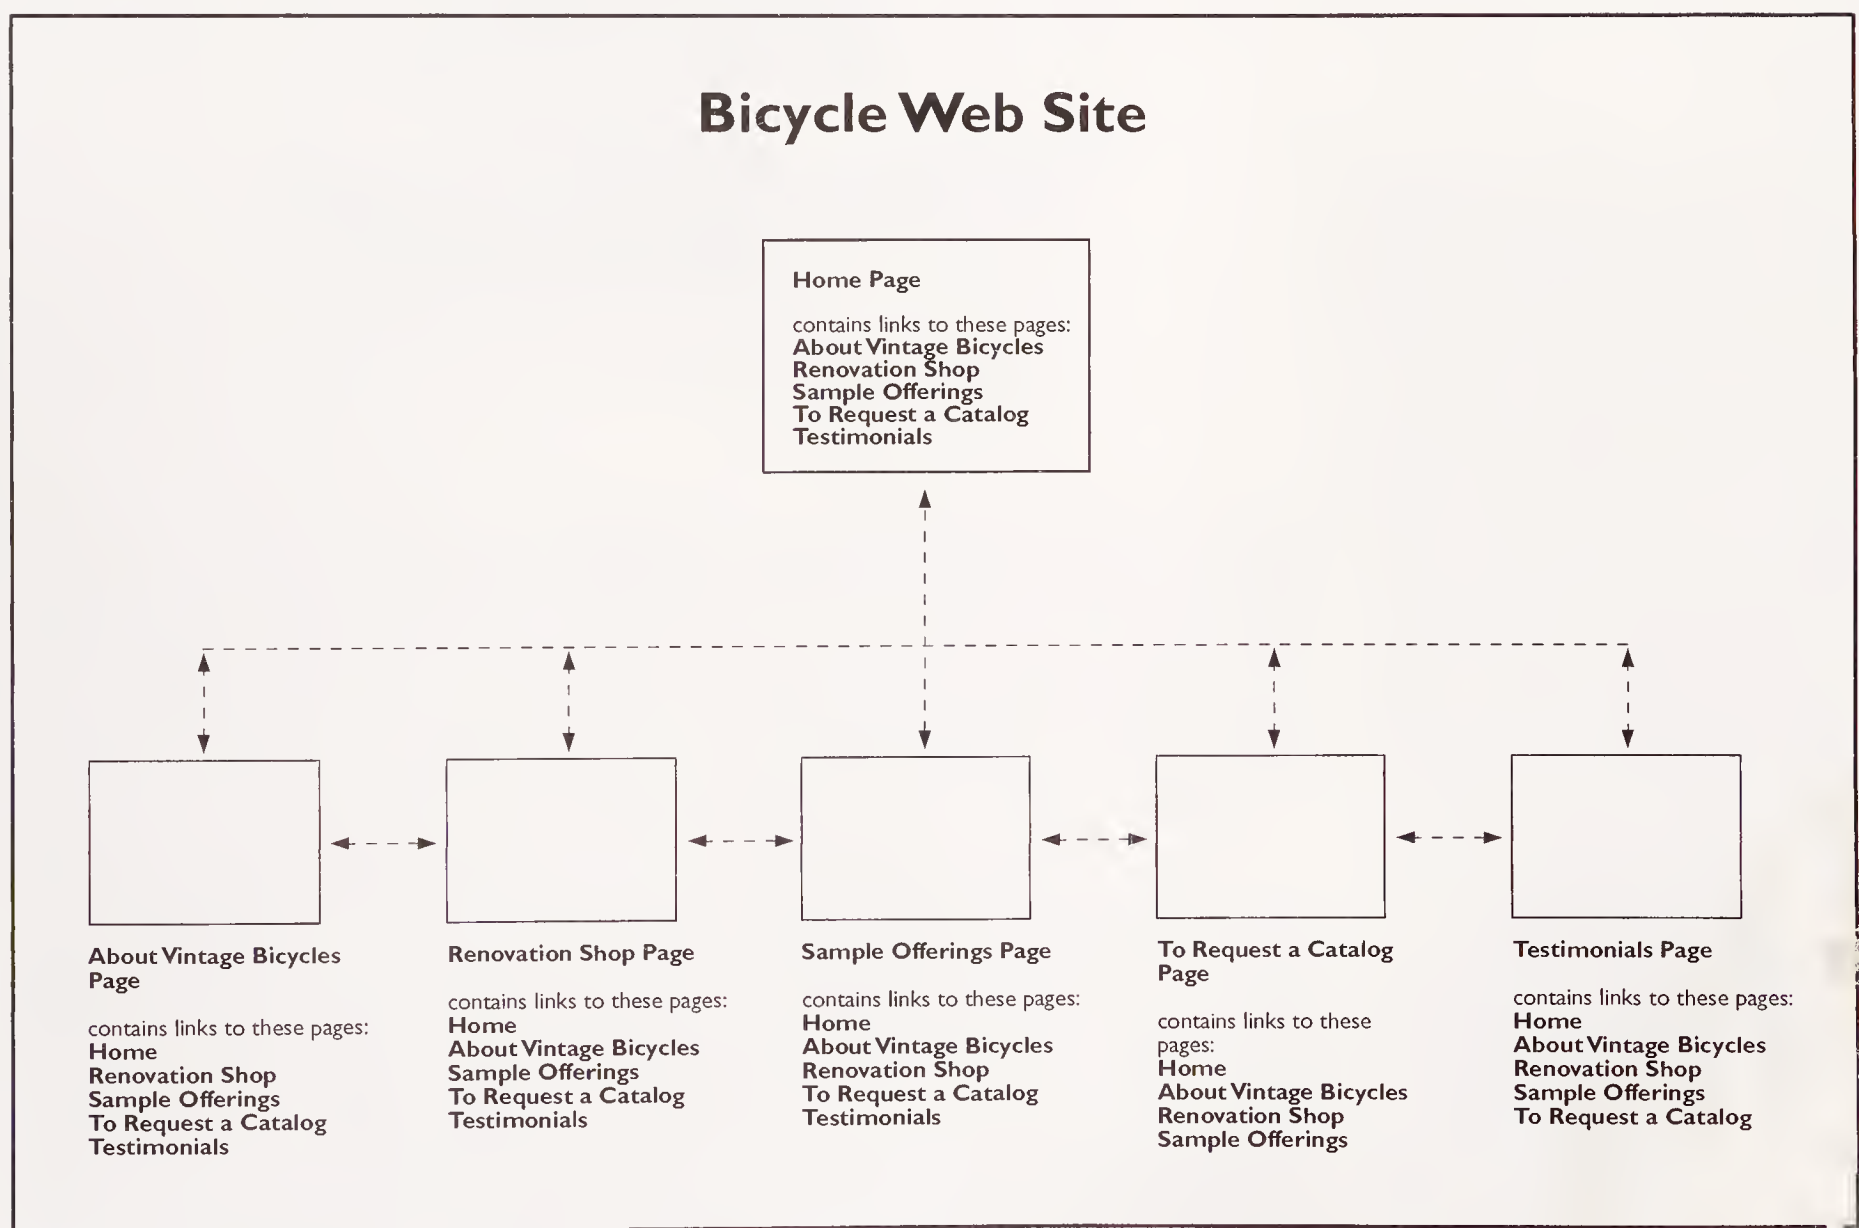 Bicycle Web Site
Home Page
contains links to these pages:
About Vintage Bicycles
Renovation Shop
Sample Offerings
To Request a Catalog
Testimonials
About Vintage Bicycles
Page
contains links to these pages:
Home
Renovation Shop
Sample Offerings
To Request a Catalog
Testimonials
Renovation Shop Page
contains links to these pages:
Home
About Vintage Bicycles
Sample Offerings
To Request a Catalog
Testimonials
Sample Offerings Page
contains links to these pages:
Home
About Vintage Bicycles
Renovation Shop
To Request a Catalog
Testimonials
To Request a Catalog
Page
contains links to these
pages:
Home
About Vintage Bicycles
Renovation Shop
Sample Offerings
Testimonials Page
contains links to these pages:
Home
About Vintage Bicycles
Renovation Shop
Sample Offerings
To Request a Catalog